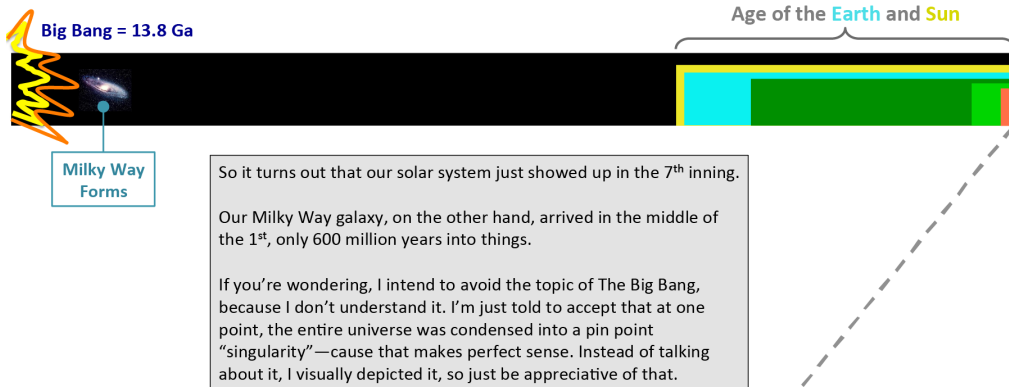 Big Bang = 13.8 Ga
Age of the Earth and Sun
Milky Way
Forms
So it turns out that our solar system just showed up in the 7th inning.
Our Milky Way galaxy, on the other hand, arrived in the middle of
the 1st, only 600 million years into things.
If you’re wondering, I intend to avoid the topic of The Big Bang,
because I don’t understand it. I’m just told to accept that at one
point, the entire universe was condensed into a pin point
“singularity”—cause that makes perfect sense. Instead of talking
about it, I visually depicted it, so just be appreciative of that.